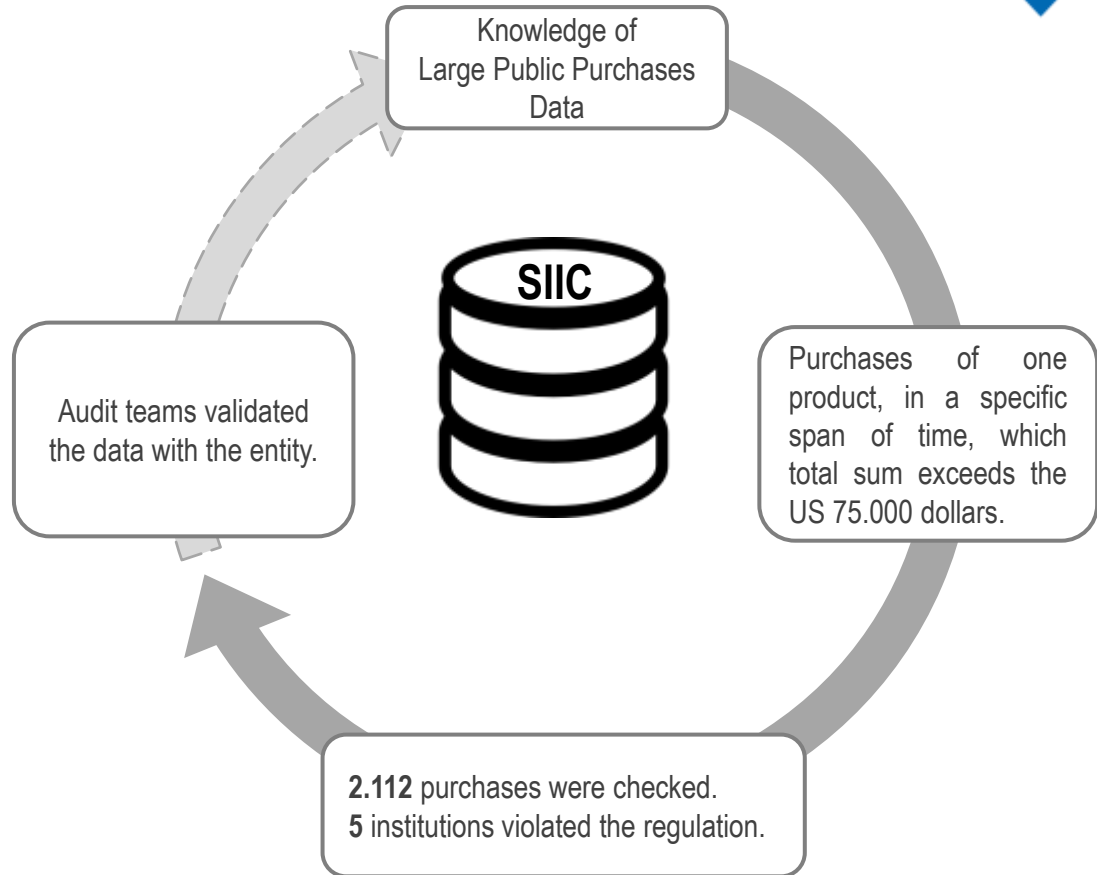 Knowledge of
Large Public Purchases
Data
SIIC
Purchases of one
product, in a specific
span of time, which
total sum exceeds the
US 75.000 dollars.
Audit teams validated
the data with the entity.
2.112 purchases were checked.
5 institutions violated the regulation.